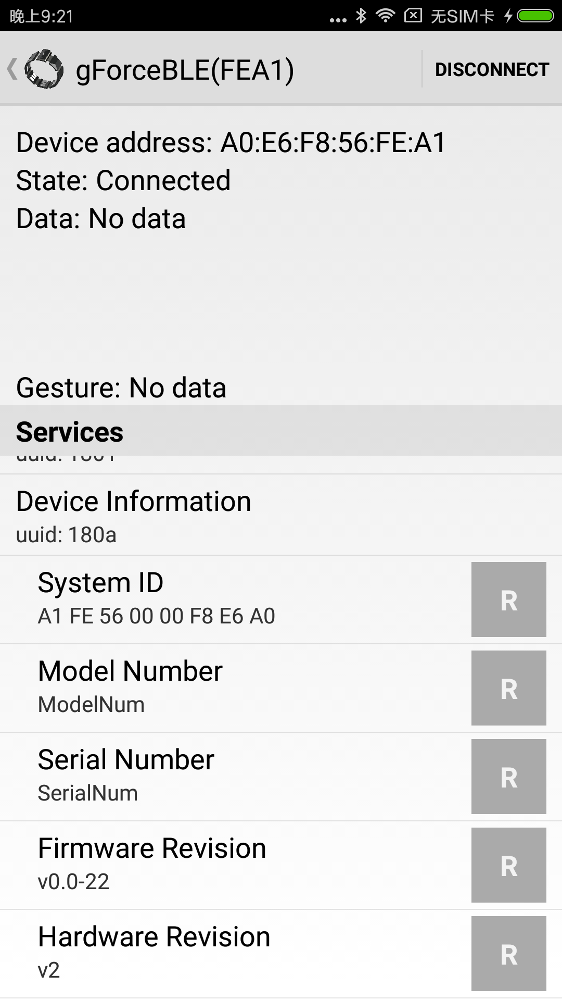 晚上9:21
无SIM卡
gForceBLE(FEA1)
DISCONNECT
Device address: A0:E6:F8:56:FE:A1
State: Connected
Data: No data
Gesture: No data
Services
uuid: 1801
Device Information
uuid: 180a
System ID
A1 FE 56 00 00 F8 E6 A0
R
Model Number
ModelNum
R
Serial Number
SerialNum
R
Firmware Revision
v0.0-22
R
Hardware Revision
v2
R